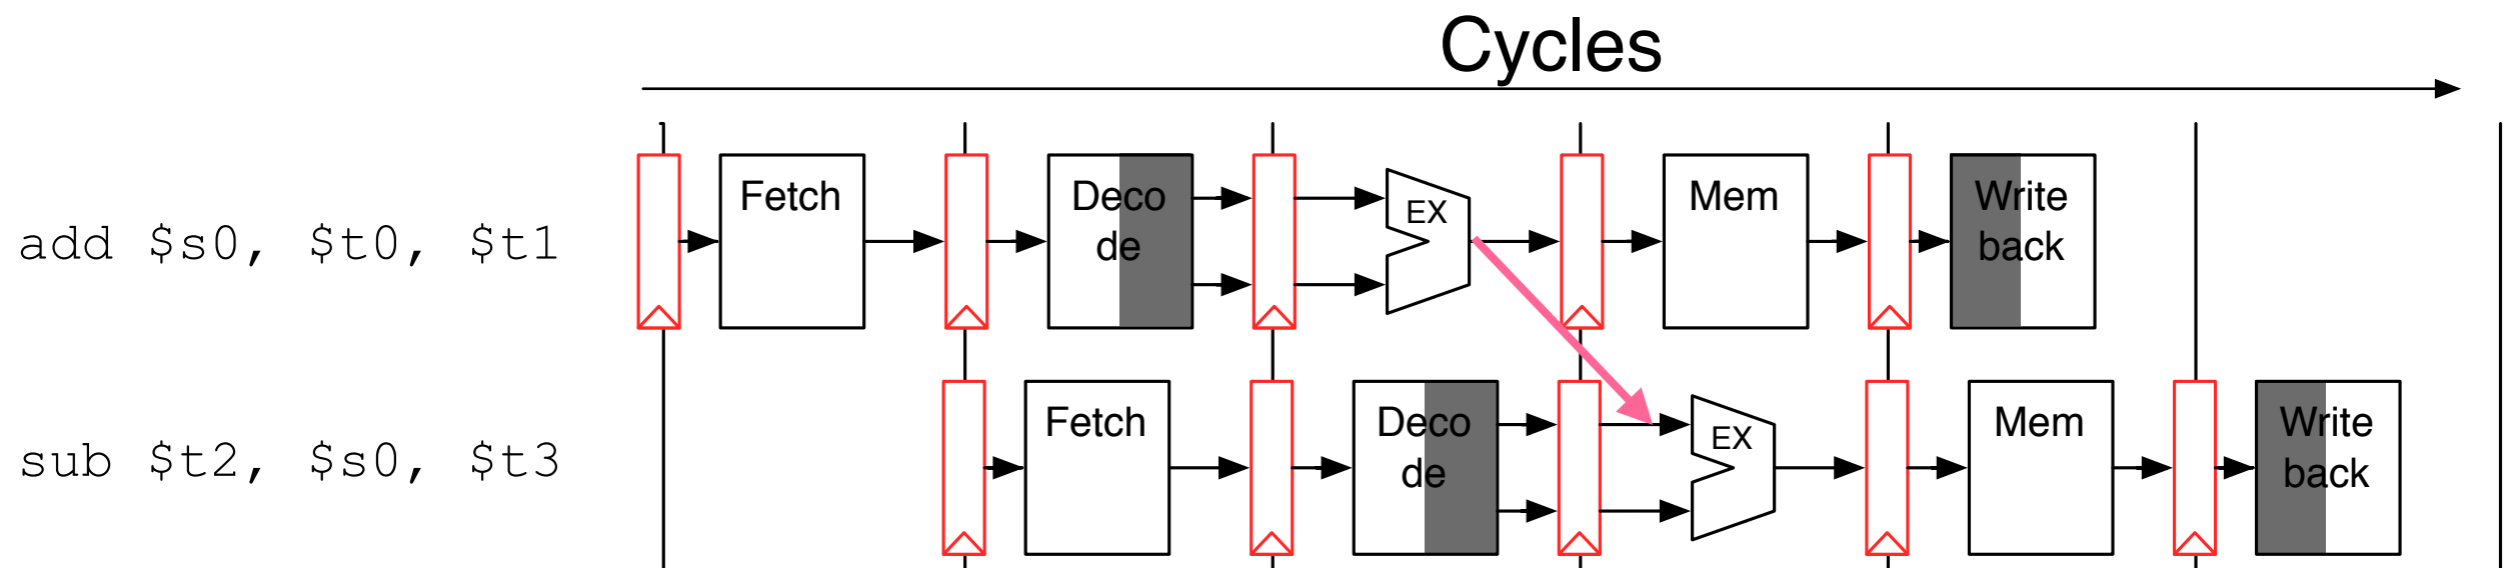 Cycles
add $s0, $t0, $t1
Fetch
Deco
de
EX
Mem
Write
back
sub $t2, $s0, $t3
Fetch
Deco
de
EX
Mem
Write
back